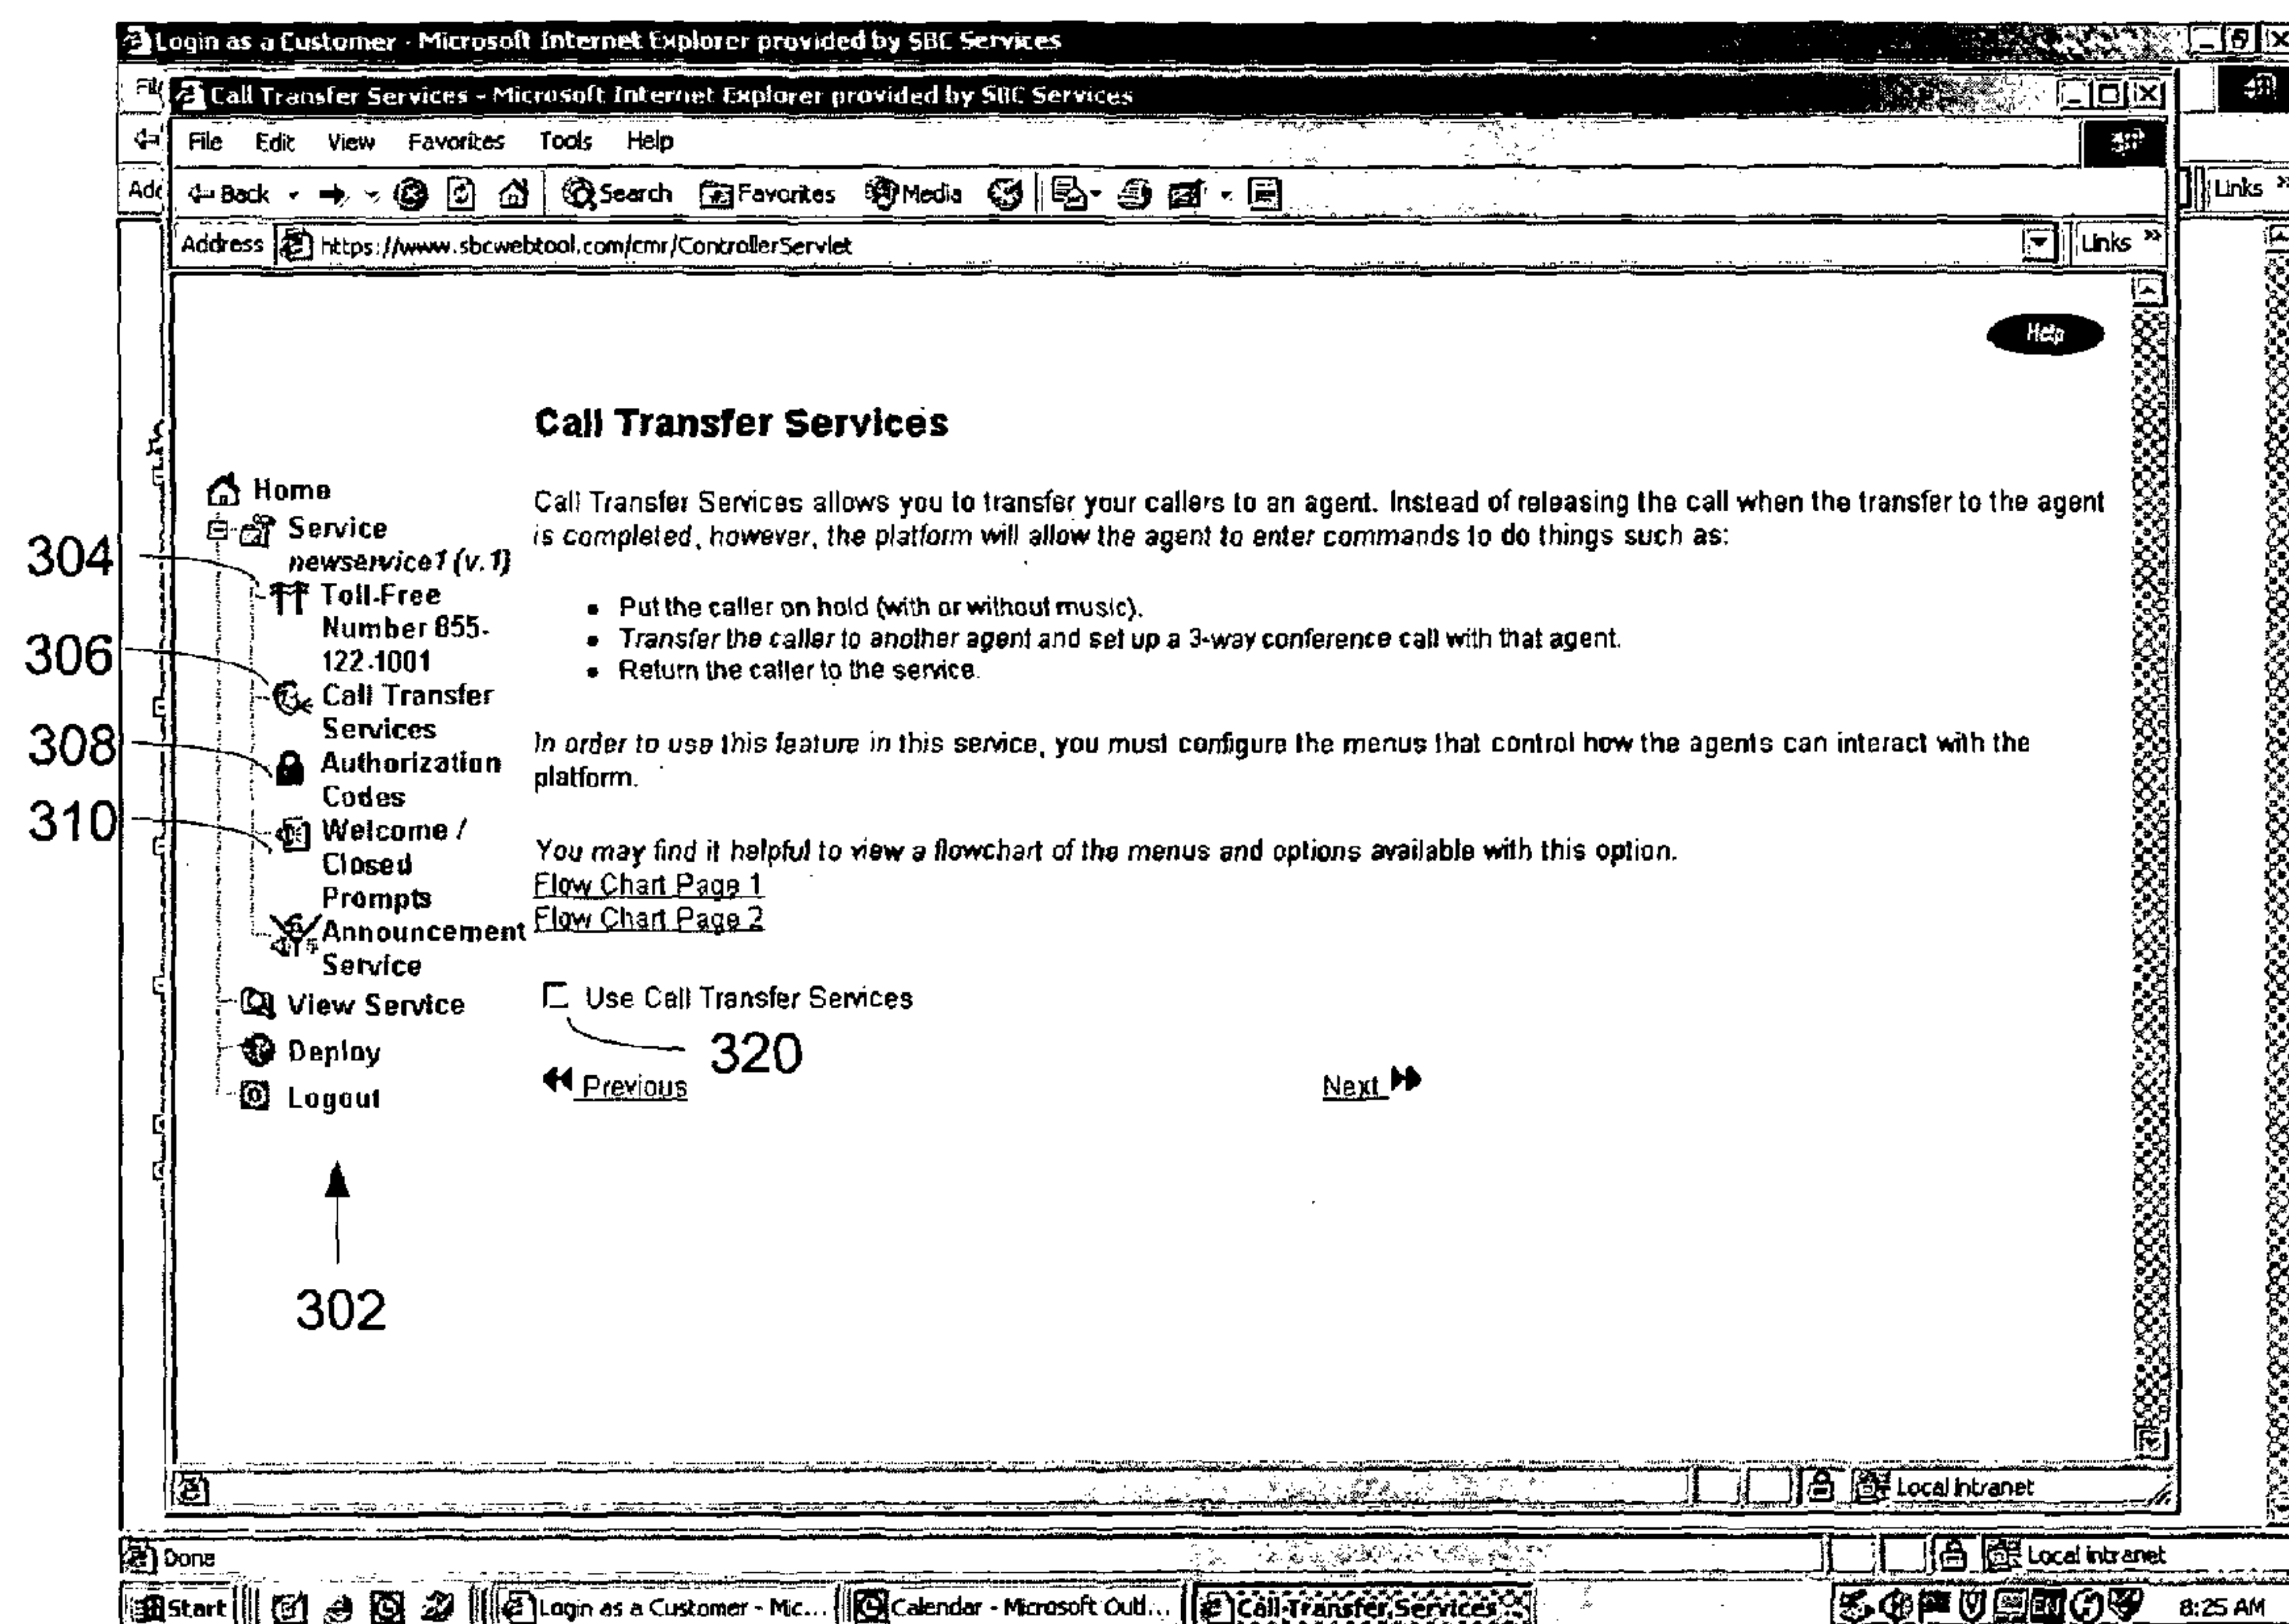 Login as a Customer - Microsoft Internet Explorer provided by SBC Services
Call Transfer Services - Microsoft Internet Explorer provided by SBC Services
File Edit View Favorites Tools Help
Back Search Favorites Media
Links »
Address https://www.sbcwebtool.com/cmr/ControllerServlet Links »
Help
Call Transfer Services
Home
Service
newservice1 (v.1)
Toll-Free
Number 855-
122-1001
Call Transfer
Services
Authorization
Codes
Welcome /
Closed
Prompts
Announcement
Service
View Service
Deploy
Logout
304
306
308
310
302
Call Transfer Services allows you to transfer your callers to an agent. Instead of releasing the call when the transfer to the agent
is completed, however, the platform will allow the agent to enter commands to do things such as:
• Put the caller on hold (with or without music).
• Transfer the caller to another agent and set up a 3-way conference call with that agent.
• Return the caller to the service.
In order to use this feature in this service, you must configure the menus that control how the agents can interact with the
platform.
You may find it helpful to view a flowchart of the menus and options available with this option.
Flow Chart Page 1
Flow Chart Page 2
Use Call Transfer Services
320
Previous
Next
Local intranet
Done
Local intranet
Start Login as a Customer - Mic... Calendar - Microsoft Outl... Call Transfer Services 8:25 AM